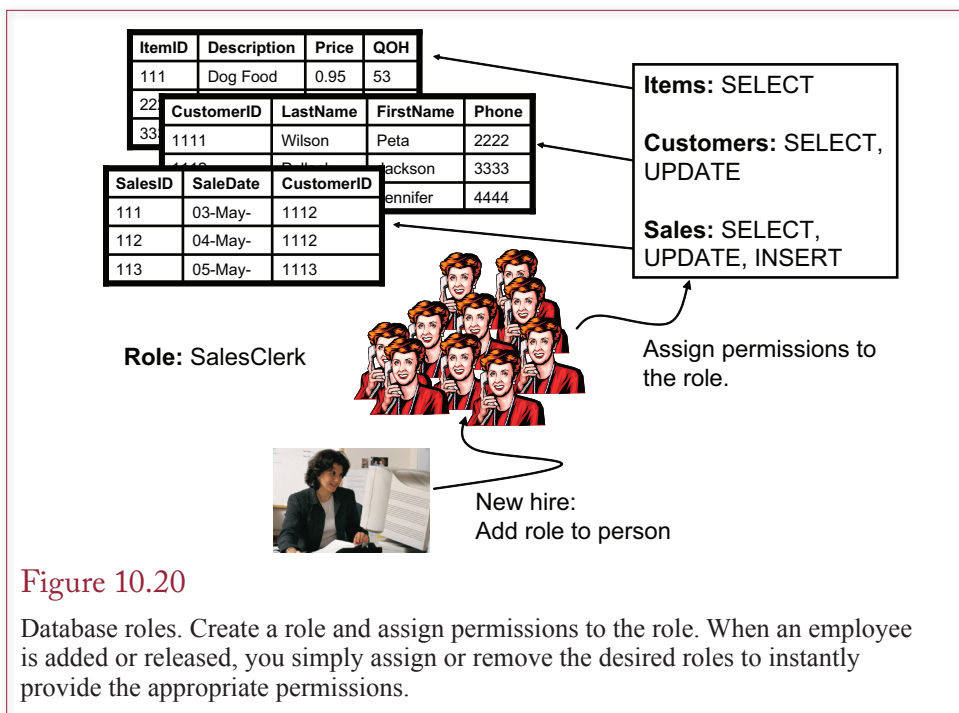 ItemID Description Price QOH
111 Dog Food 0.95 53
CustomerID LastName FirstName Phone
1111 Wilson Peta 2222
3333
4444
SalesID SaleDate CustomerID
111 03-May- 1112
112 04-May- 1112
113 05-May- 1113
Items: SELECT
Customers: SELECT,
UPDATE
Sales: SELECT,
UPDATE, INSERT
Role: SalesClerk
Assign permissions to
the role.
New hire:
Add role to person
Figure 10.20
Database roles. Create a role and assign permissions to the role. When an employee
is added or released, you simply assign or remove the desired roles to instantly
provide the appropriate permissions.